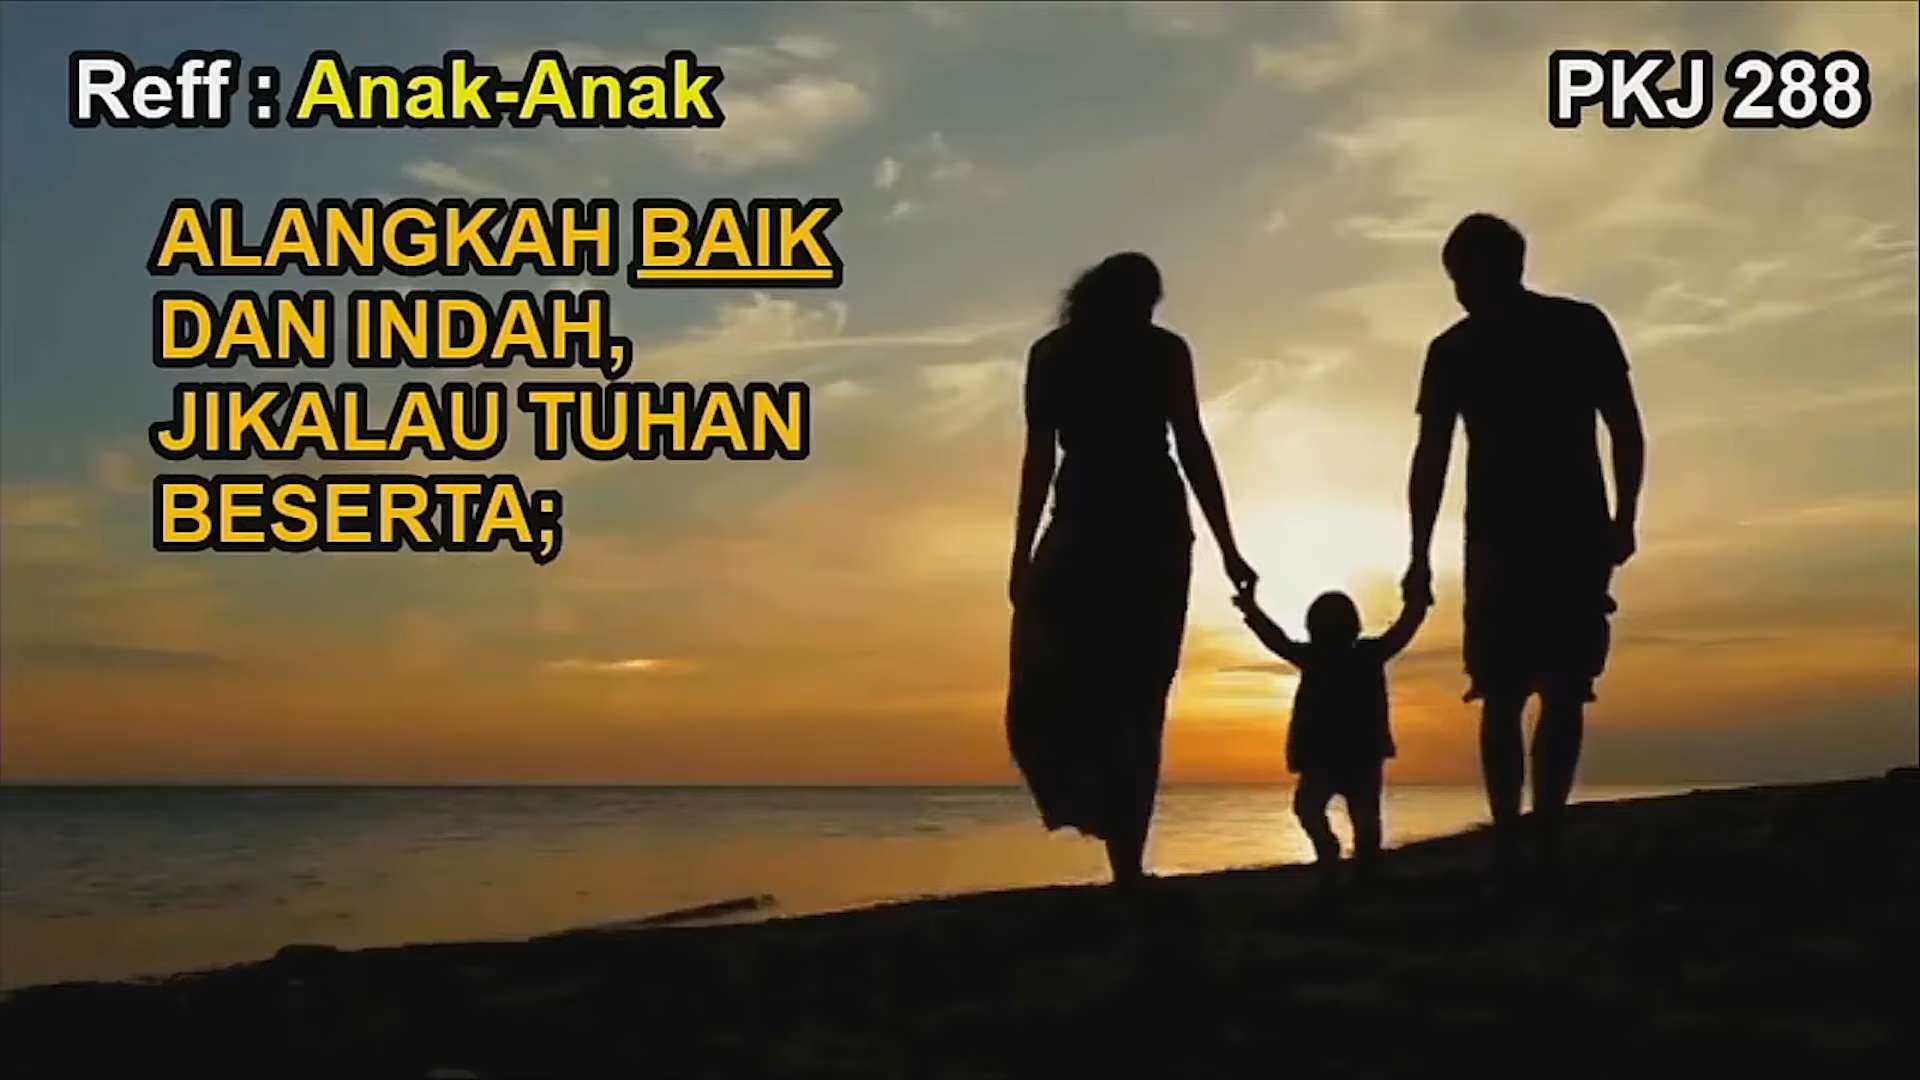 Reff : Anak-Anak
PKJ 288
ALANGKAH BAIK
DAN INDAH,
JIKALAU TUHAN
BESERTA;